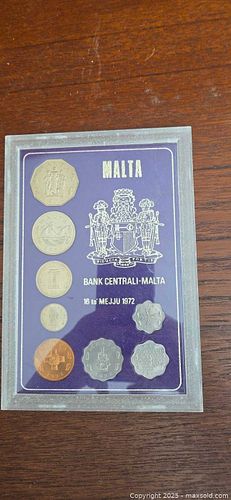 MALTA
BANK CENTRALI-MALTA
16 ta' MEJJU 1972
Copyright © 2025 - maxsold.com